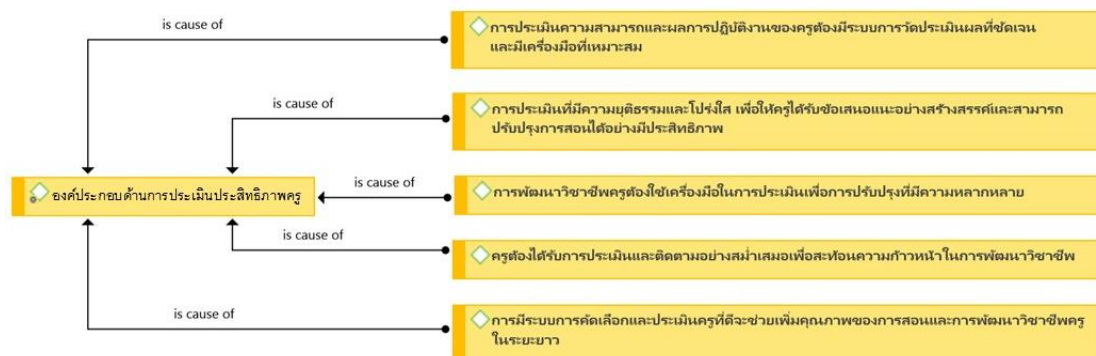 is cause of
การประเมินความสามารถและผลการปฏิบัติงานของครูต้องมีระบบการวัดประเมินผลที่ชัดเจน
และมีเครื่องมือที่เหมาะสม
is cause of
การประเมินที่มีความยุติธรรมและโปร่งใส เพื่อให้ครูได้รับข้อเสนอแนะอย่างสร้างสรรค์และสามารถ
ปรับปรุงการสอนได้อย่างมีประสิทธิภาพ
องค์ประกอบด้านการประเมินประสิทธิภาพครู
is cause of
การพัฒนาวิชาชีพครูต้องใช้เครื่องมือในการประเมินเพื่อการปรับปรุงที่มีความหลากหลาย
is cause of
ครูต้องได้รับการประเมินและติดตามอย่างสม่ำเสมอเพื่อสะท้อนความก้าวหน้าในการพัฒนาวิชาชีพ
is cause of
การมีระบบการคัดเลือกและประเมินครูที่ดีจะช่วยเพิ่มคุณภาพของการสอนและการพัฒนาวิชาชีพครู
ในระยะยาว